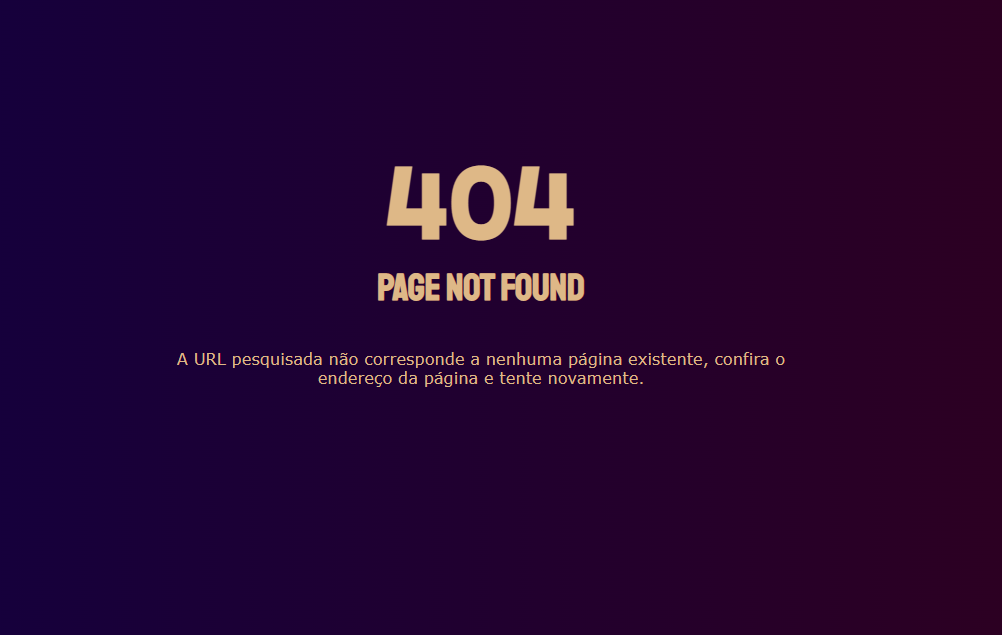 404
PAGE NOT FOUND
A URL pesquisada não corresponde a nenhuma página existente, confira o
endereço da página e tente novamente.